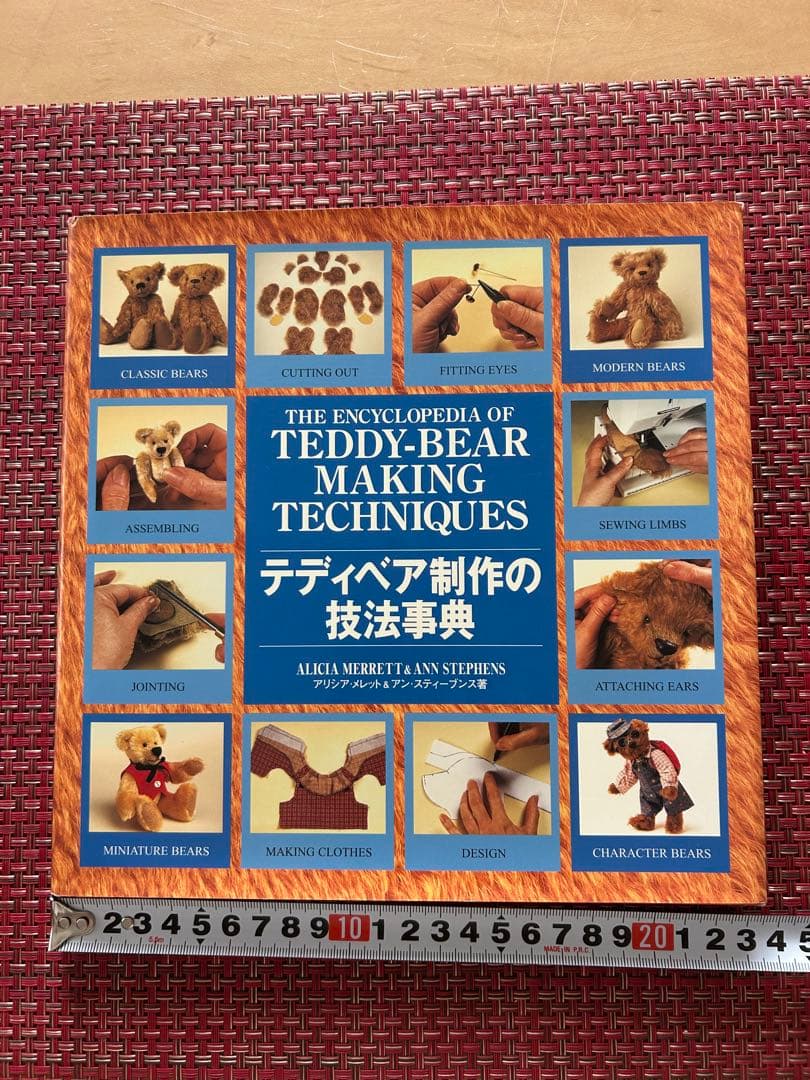 CLASSIC BEARS
CUTTING OUT
FITTING EYES
MODERN BEARS
THE ENCYCLOPEDIA OF
TEDDY-BEAR
MAKING
TECHNIQUES
テディベア制作の
技法事典
ALICIA MERRETT & ANN STEPHENS
アリシア・メレット&アン・スティーブンス著
ASSEMBLING
SEWING LIMBS
JOINTING
ATTACHING EARS
MINIATURE BEARS
MAKING CLOTHES
DESIGN
CHARACTER BEARS
2 3 4 5 6 7 8 9 10 1 2 3 4 5 6 7 8 9 20 1 2 3 4 5
5.5m
MADE IN P.R.C.